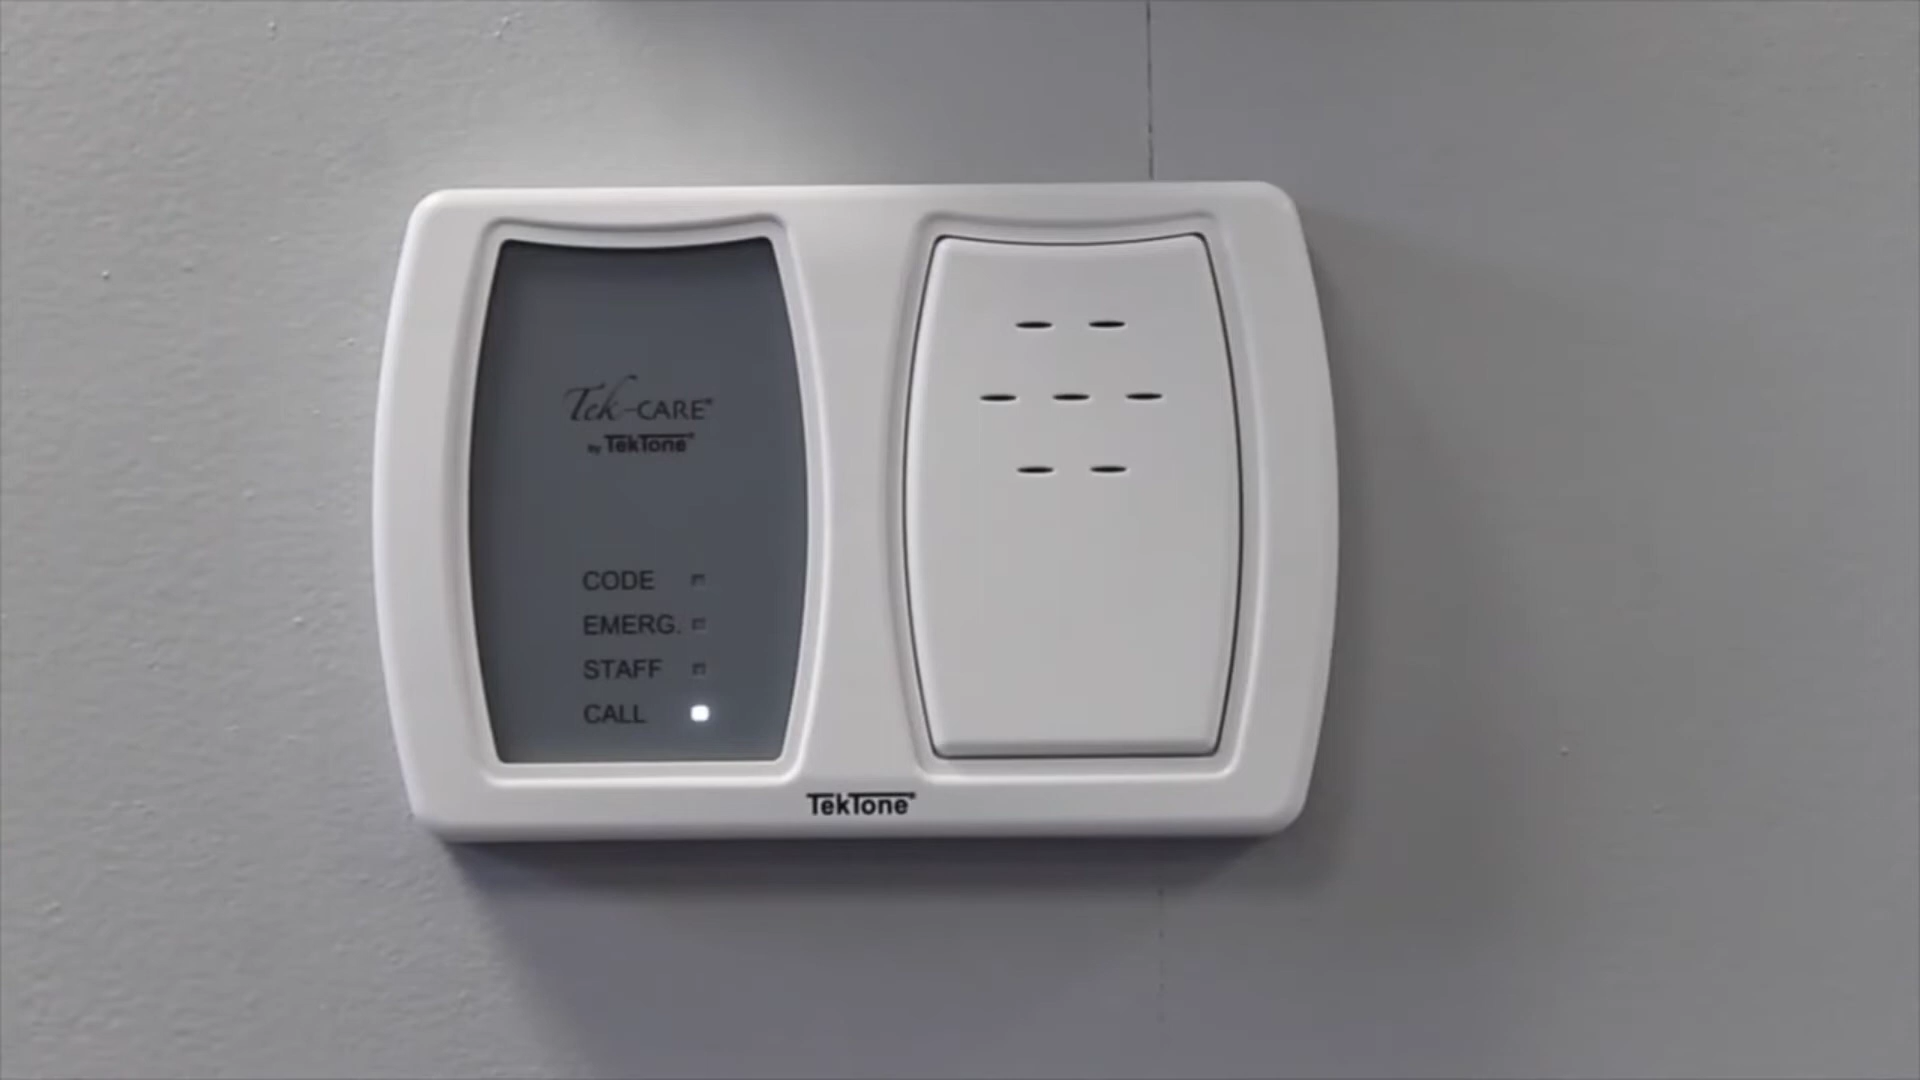 Tek-CARE®
by TekTone®
CODE
EMERG.
STAFF
CALL
TekTone®